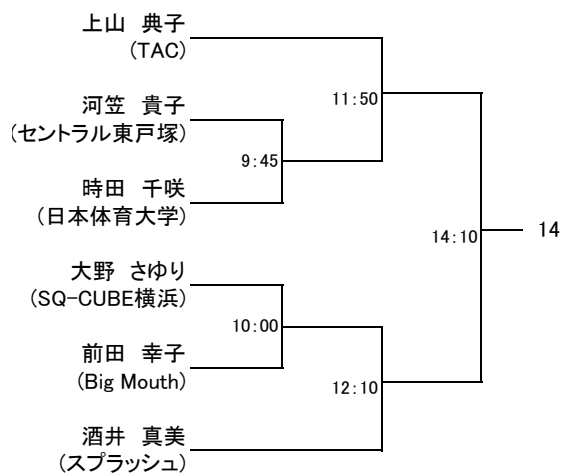 上山　典子
(TAC)
11:50
河笠　貴子
(セントラル東戸塚)
9:45
時田　千咲
(日本体育大学)
14:10
14
大野　さゆり
(SQ-CUBE横浜)
10:00
前田　幸子
(Big Mouth)
12:10
酒井　真美
(スプラッシュ)